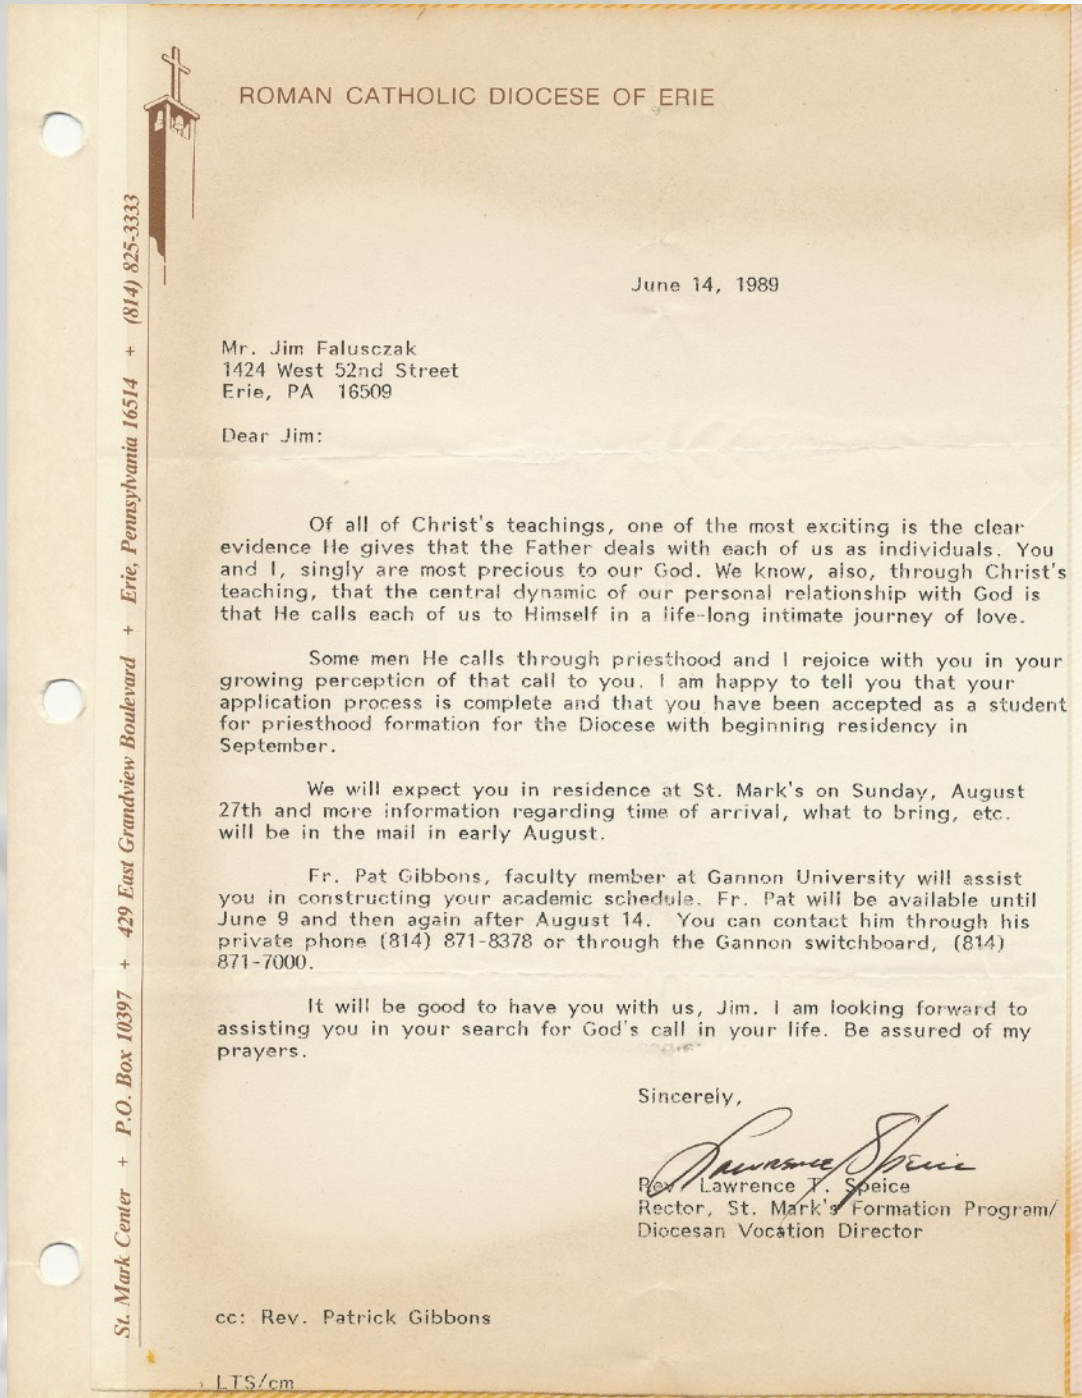 ROMAN CATHOLIC DIOCESE OF ERIE
St. Mark Center + P.O. Box 10397 + 429 East Grandview Boulevard + Erie, Pennsylvania 16514 + (814) 825-3333
June 14, 1989
Mr. Jim Falusczak
1424 West 52nd Street
Erie, PA 16509
Dear Jim:
Of all of Christ's teachings, one of the most exciting is the clear
evidence He gives that the Father deals with each of us as individuals. You
and I, singly are most precious to our God. We know, also, through Christ's
teaching, that the central dynamic of our personal relationship with God is
that He calls each of us to Himself in a life-long intimate journey of love.
Some men He calls through priesthood and I rejoice with you in your
growing perception of that call to you. I am happy to tell you that your
application process is complete and that you have been accepted as a student
for priesthood formation for the Diocese with beginning residency in
September.
We will expect you in residence at St. Mark's on Sunday, August
27th and more information regarding time of arrival, what to bring, etc.
will be in the mail in early August.
Fr. Pat Gibbons, faculty member at Gannon University will assist
you in constructing your academic schedule. Fr. Pat will be available until
June 9 and then again after August 14. You can contact him through his
private phone (814) 871-8378 or through the Gannon switchboard, (814)
871-7000.
It will be good to have you with us, Jim. I am looking forward to
assisting you in your search for God's call in your life. Be assured of my
prayers.
Sincerely,
Lawrence Speice
Rev. Lawrence T. Speice
Rector, St. Mark's Formation Program/
Diocesan Vocation Director
cc: Rev. Patrick Gibbons
LTS/cm